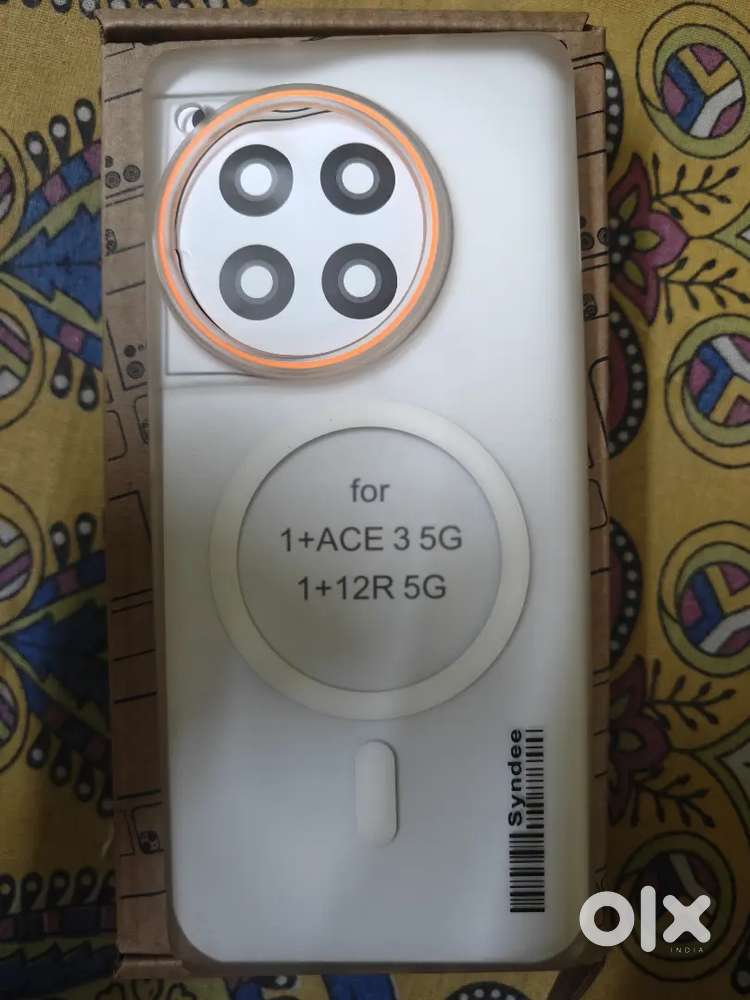 for
1+ACE 3 5G
1+12R 5G
Syndee
olx
INDIA